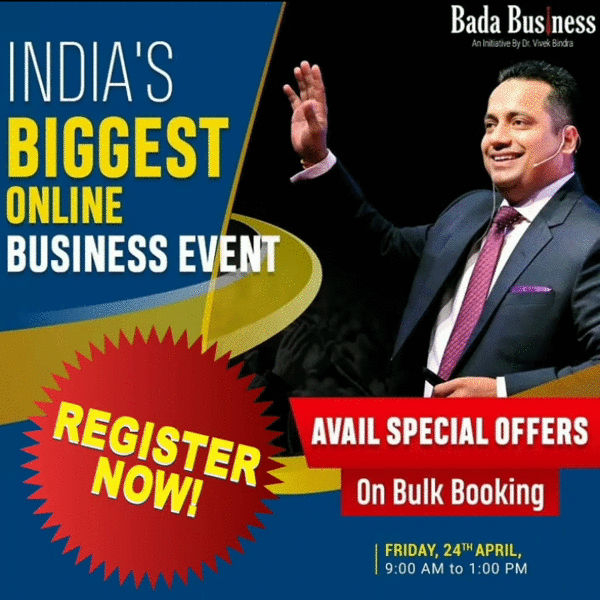 Bada Business
An Initiative By Dr. Vivek Bindra
INDIA'S
BIGGEST
ONLINE
BUSINESS EVENT
REGISTER
NOW!
AVAIL SPECIAL OFFERS
On Bulk Booking
FRIDAY, 24TH APRIL,
9:00 AM to 1:00 PM